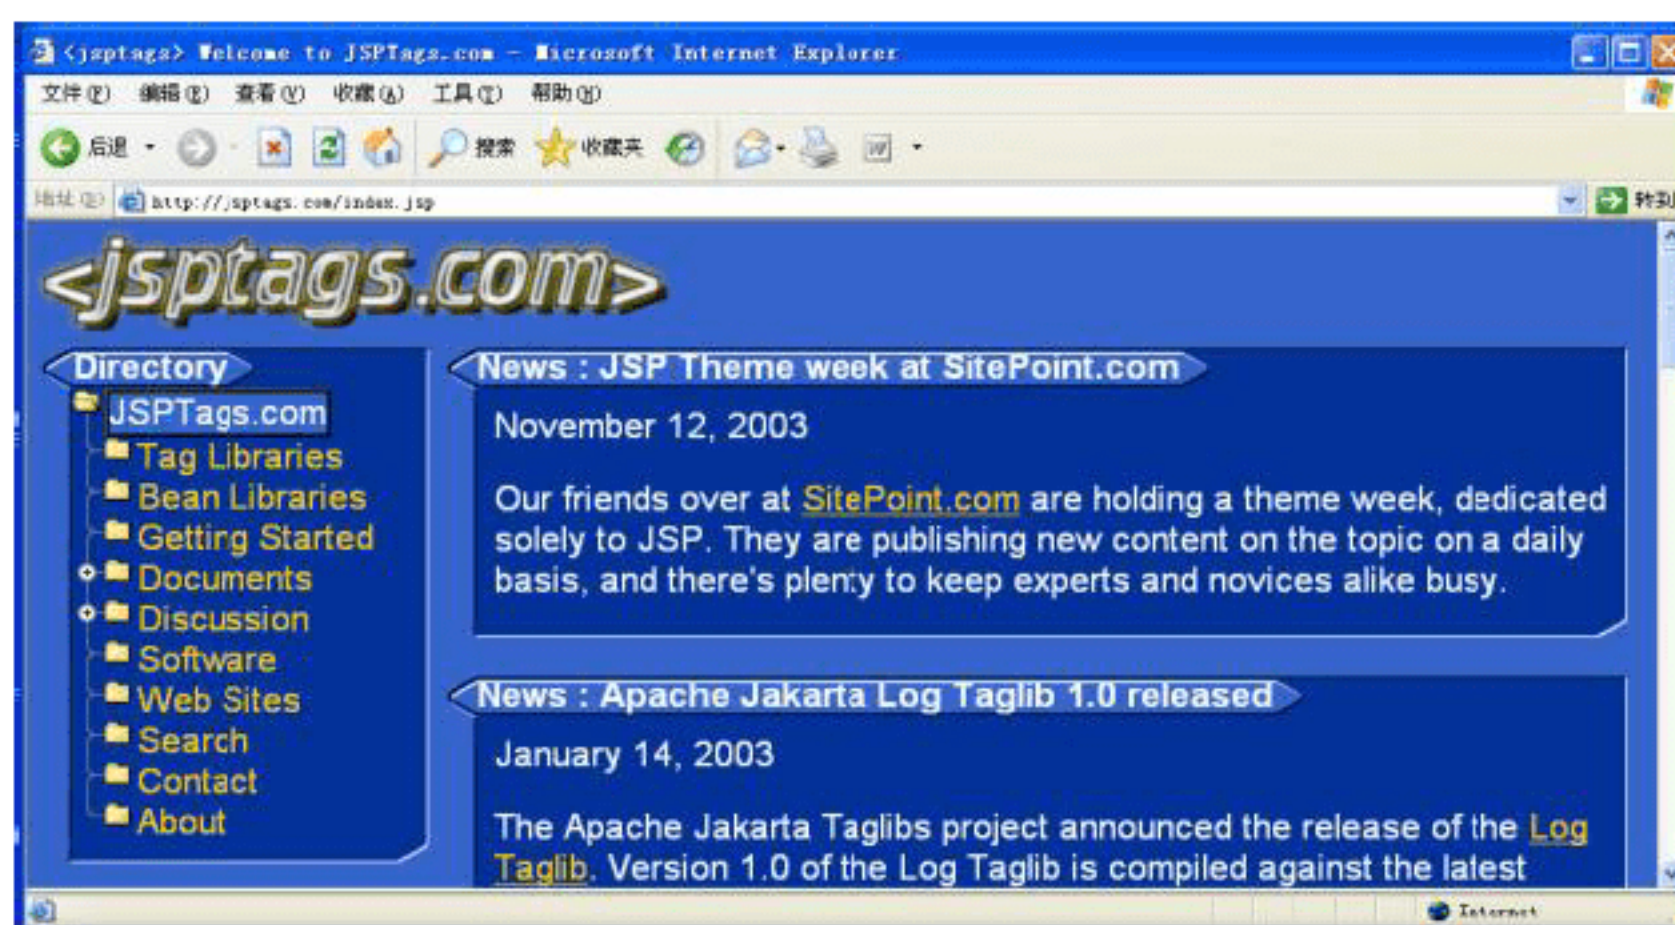 <jsptags> Welcome to JSPTags.com - Microsoft Internet Explorer
文件(F) 编辑(E) 查看(V) 收藏(A) 工具(T) 帮助(H)
后退 搜索 收藏夹
地址(D) http://jsptags.com/index.jsp 转到
<jsptags.com>
Directory
JSPTags.com
Tag Libraries
Bean Libraries
Getting Started
Documents
Discussion
Software
Web Sites
Search
Contact
About
News : JSP Theme week at SitePoint.com
November 12, 2003
Our friends over at SitePoint.com are holding a theme week, dedicated
solely to JSP. They are publishing new content on the topic on a daily
basis, and there's plenty to keep experts and novices alike busy.
News : Apache Jakarta Log Taglib 1.0 released
January 14, 2003
The Apache Jakarta Taglibs project announced the release of the Log
Taglib. Version 1.0 of the Log Taglib is compiled against the latest
Internet